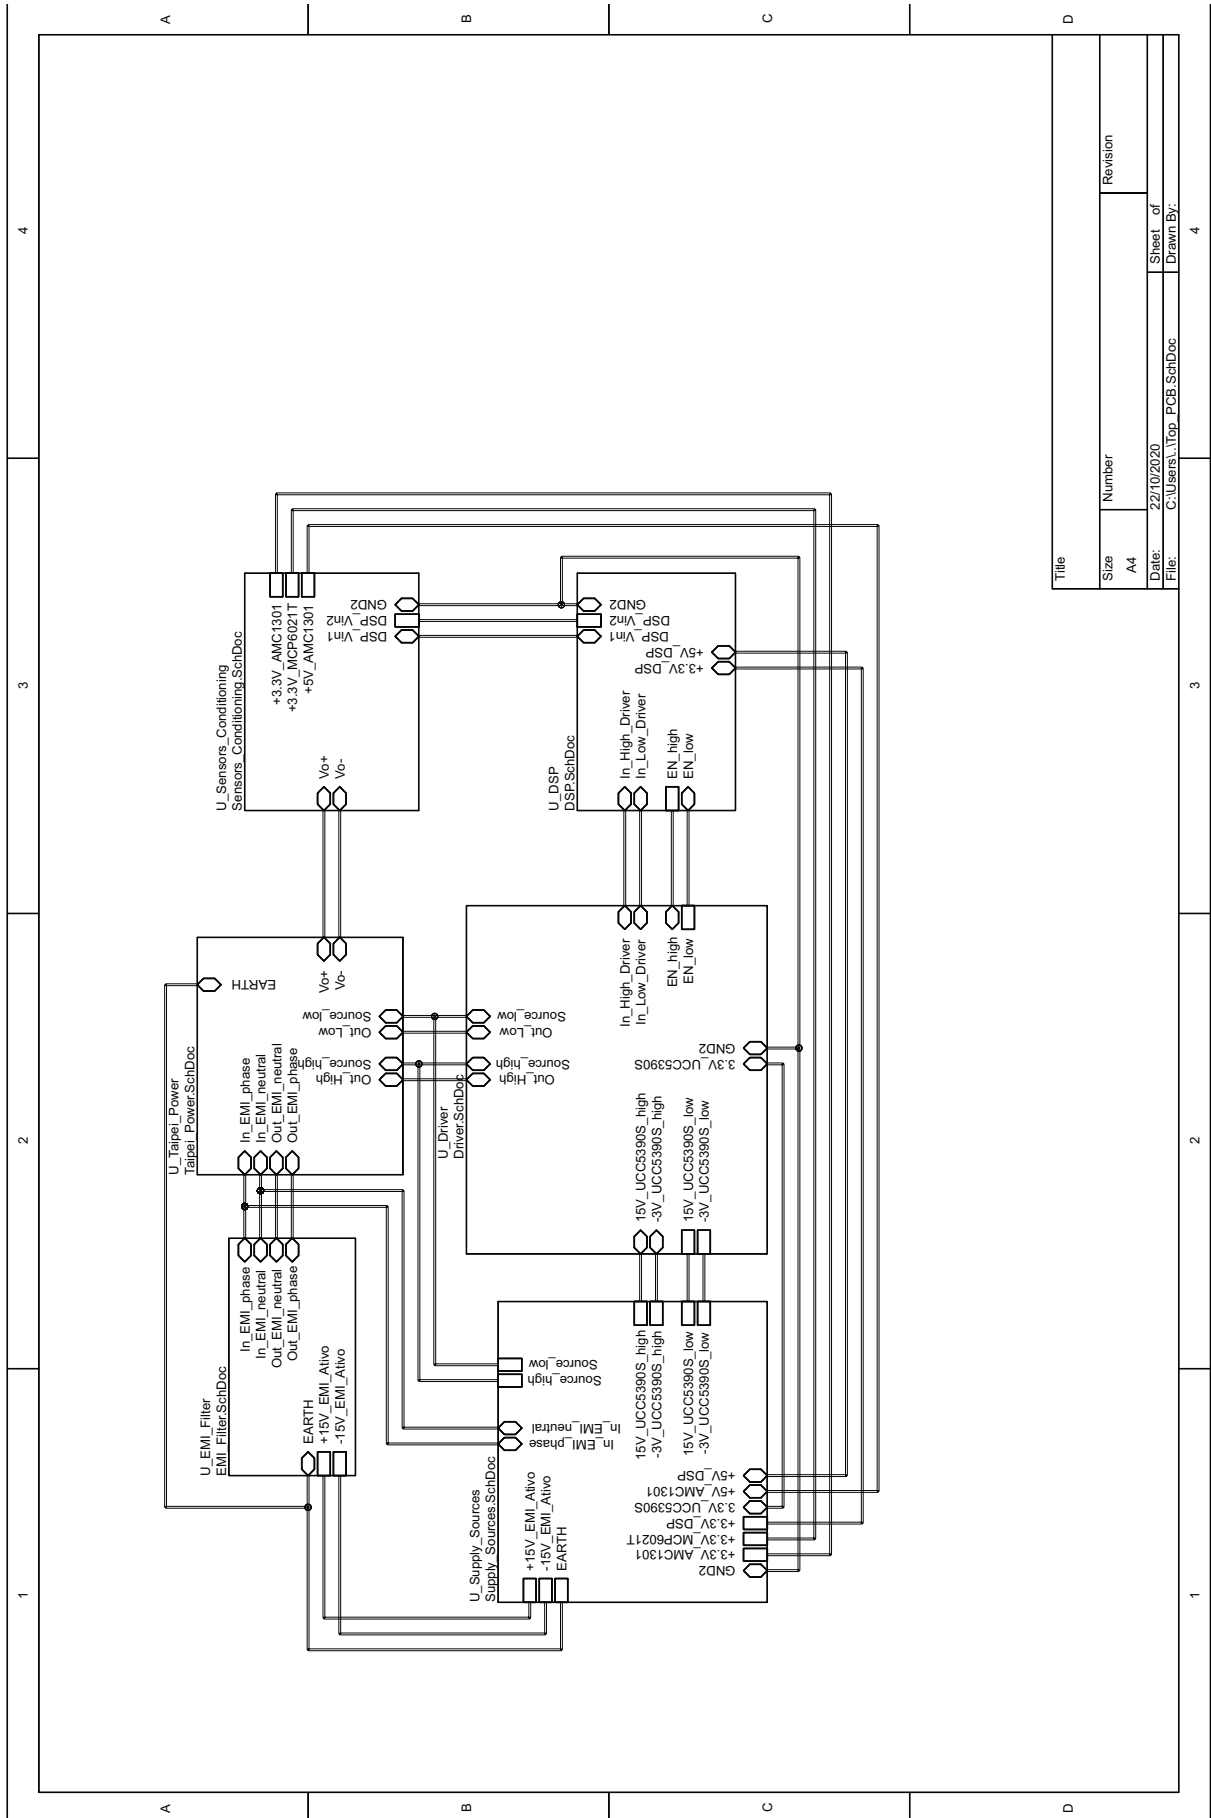 1
2
3
4
A
B
C
D
U_EMI_Filter
EMI_Filter.SchDoc
In_EMI_phase
In_EMI_neutral
Out_EMI_neutral
Out_EMI_phase
EARTH
+15V_EMI_Ativo
-15V_EMI_Ativo
U_Taipei_Power
Taipei_Power.SchDoc
In_EMI_phase
In_EMI_neutral
Out_EMI_neutral
Out_EMI_phase
EARTH
Vo+
Vo-
Out_High
Source_high
Out_Low
Source_low
U_Sensors_Conditioning
Sensors_Conditioning.SchDoc
Vo+
Vo-
+3.3V_AMC1301
+3.3V_MCP6021T
+5V_AMC1301
DSP_Vin1
DSP_Vin2
GND2
U_Supply_Sources
Supply_Sources.SchDoc
+15V_EMI_Ativo
-15V_EMI_Ativo
EARTH
In_EMI_phase
In_EMI_neutral
Source_high
Source_low
15V_UCC5390S_high
-3V_UCC5390S_high
15V_UCC5390S_low
-3V_UCC5390S_low
GND2
+3.3V_AMC1301
+3.3V_MCP6021T
+3.3V_DSP
3.3V_UCC5390S
+5V_AMC1301
+5V_DSP
U_Driver
Driver.SchDoc
Out_High
Source_high
Out_Low
Source_low
15V_UCC5390S_high
-3V_UCC5390S_high
15V_UCC5390S_low
-3V_UCC5390S_low
3.3V_UCC5390S
GND2
In_High_Driver
In_Low_Driver
EN_high
EN_low
U_DSP
DSP.SchDoc
In_High_Driver
In_Low_Driver
EN_high
EN_low
DSP_Vin1
DSP_Vin2
GND2
+3.3V_DSP
+5V_DSP
Title
Size
Number
Revision
A4
Date:
22/10/2020
Sheet of
File:
C:\Users\..\Top_PCB.SchDoc
Drawn By:
1
2
3
4
A
B
C
D